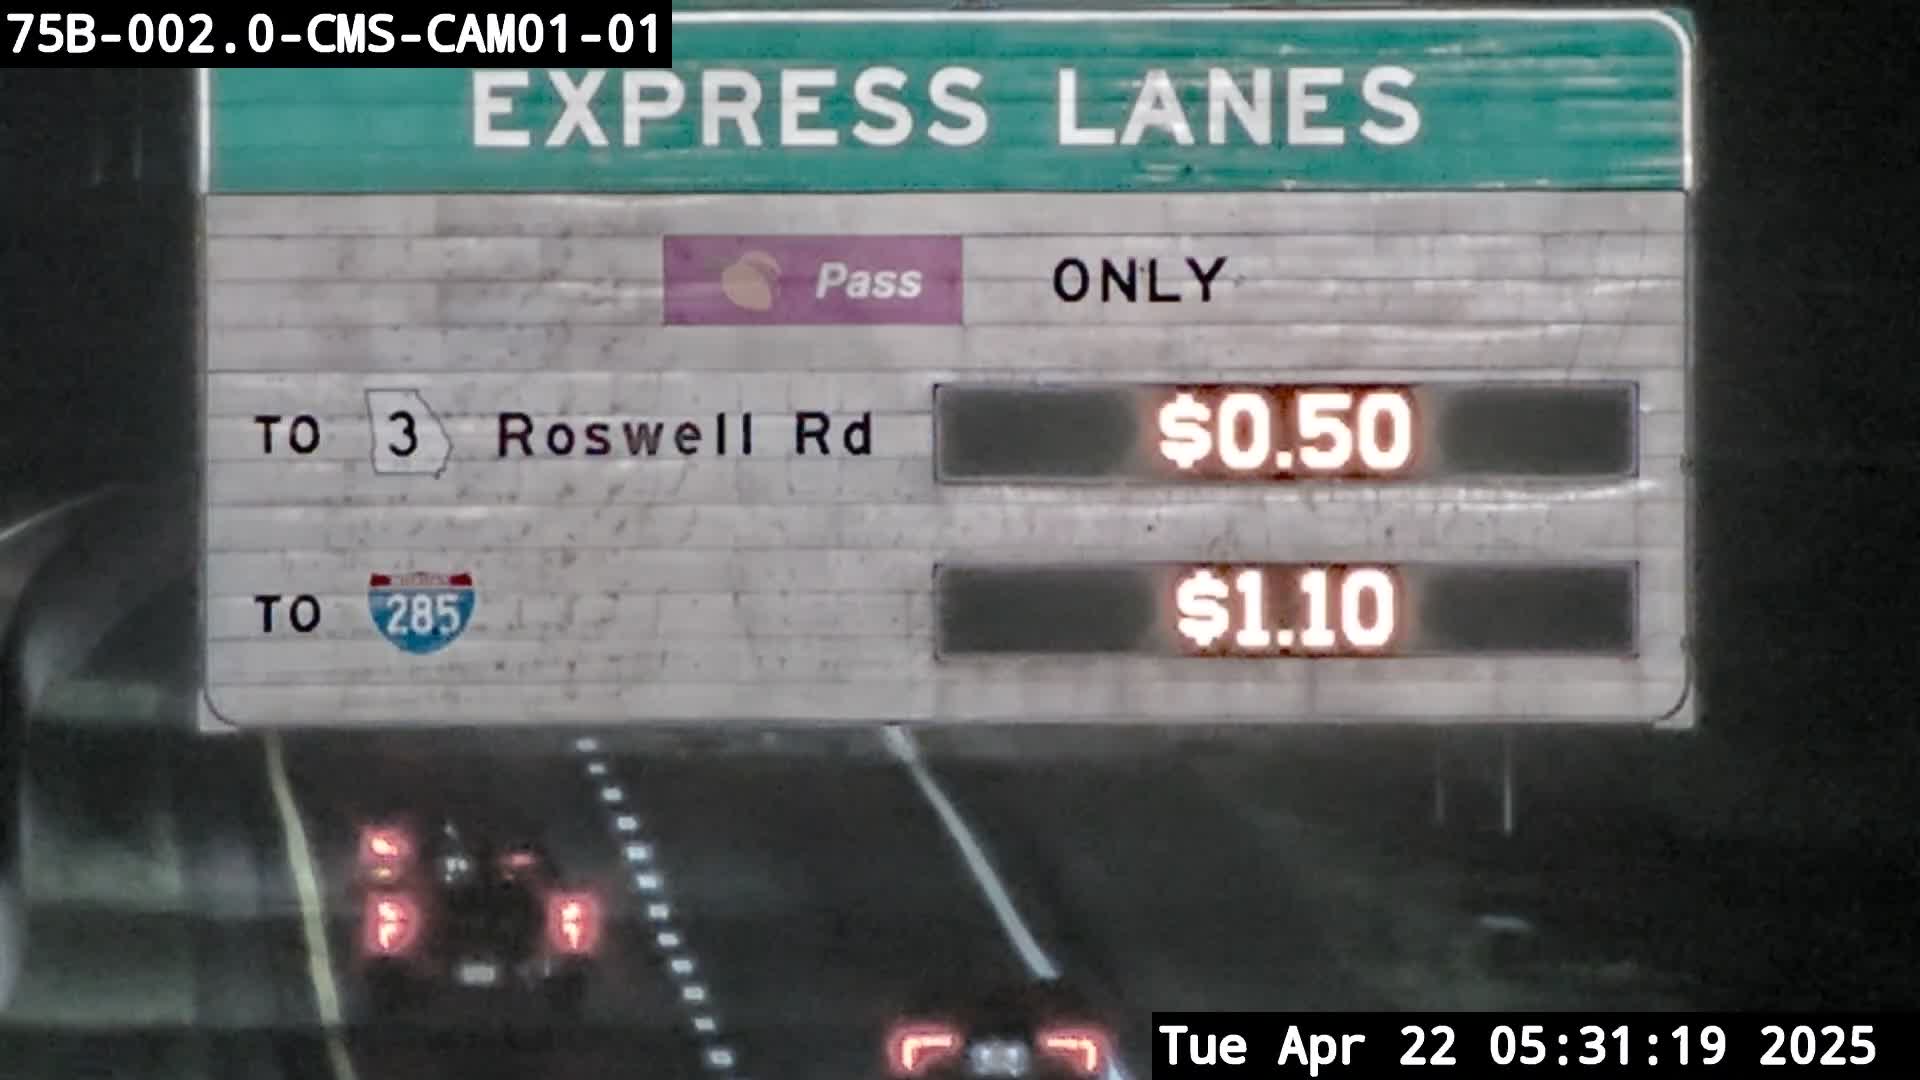 75B-002.0-CMS-CAM01-01
EXPRESS LANES
Pass ONLY
TO 3 Roswell Rd $0.50
TO 285 $1.10
Tue Apr 22 05:31:19 2025